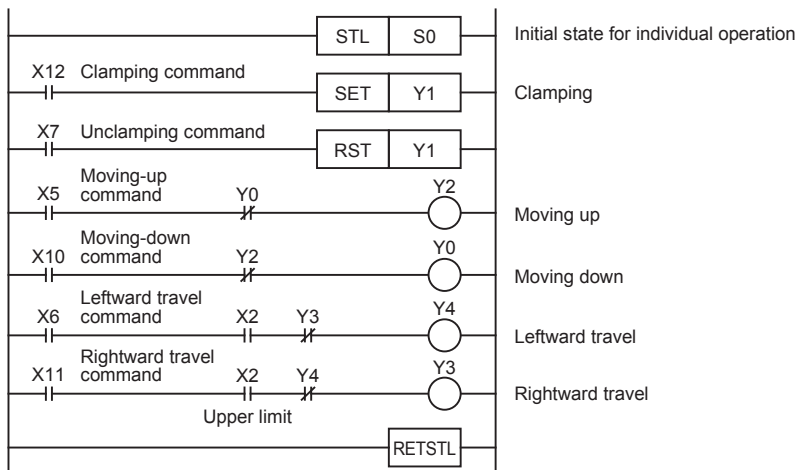 STL S0 Initial state for individual operation
X12 Clamping command
SET Y1 Clamping
X7 Unclamping command
RST Y1
Moving-up
X5 command Y0 Y2
Moving up
Moving-down
X10 command Y2 Y0
Moving down
Leftward travel
X6 command X2 Y3 Y4
Leftward travel
Rightward travel
X11 command X2 Y4 Y3
Rightward travel
Upper limit
RETSTL